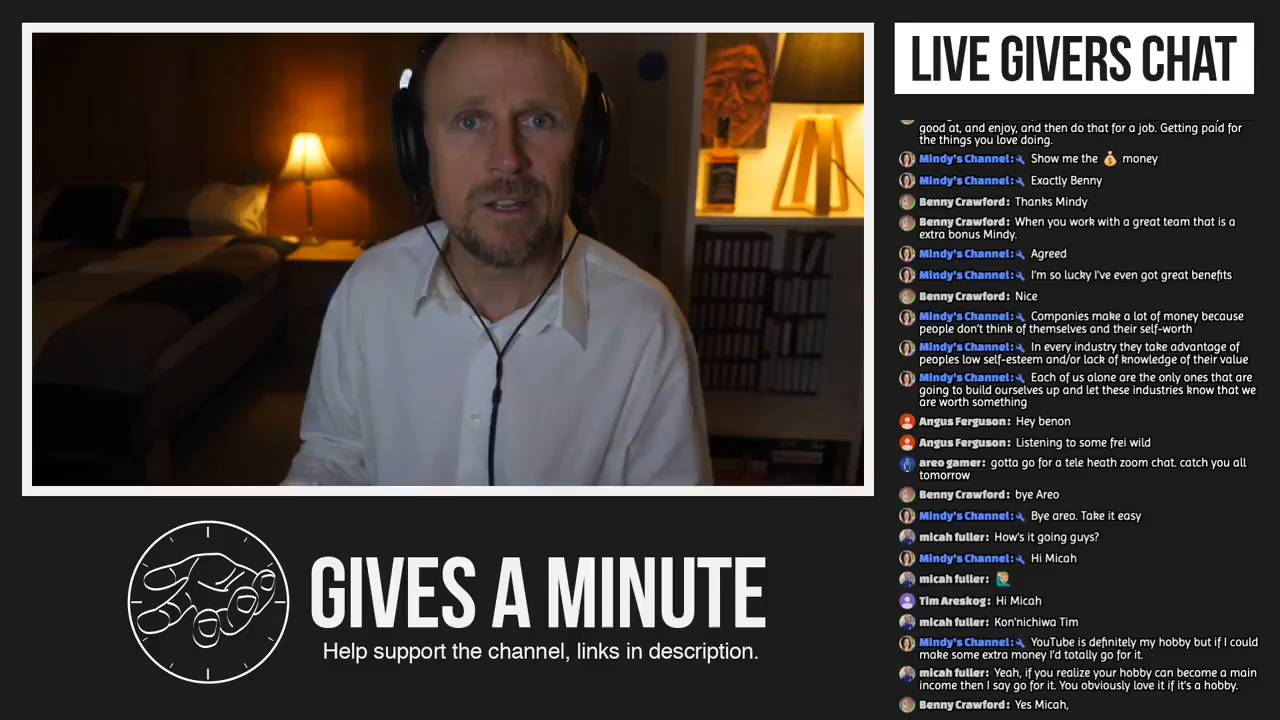 LIVE GIVERS CHAT
good at, and enjoy, and then do that for a job. Getting paid for
the things you love doing.
Mindy's Channel: Show me the 💰 money
Mindy's Channel: Exactly Benny
Benny Crawford: Thanks Mindy
Benny Crawford: When you work with a great team that is a
extra bonus Mindy.
Mindy's Channel: Agreed
Mindy's Channel: I'm so lucky I've even got great benefits
Benny Crawford: Nice
Mindy's Channel: Companies make a lot of money because
people don't think of themselves and their self-worth
Mindy's Channel: In every industry they take advantage of
peoples low self-esteem and/or lack of knowledge of their value
Mindy's Channel: Each of us alone are the only ones that are
going to build ourselves up and let these industries know that we
are worth something
Angus Ferguson: Hey benon
Angus Ferguson: Listening to some frei wild
areo gamer: gotta go for a tele heath zoom chat. catch you all
tomorrow
Benny Crawford: bye Areo
Mindy's Channel: Bye areo. Take it easy
micah fuller: How's it going guys?
Mindy's Channel: Hi Micah
micah fuller: 🙋🏼‍♂️
Tim Areskog: Hi Micah
micah fuller: Kon'nichiwa Tim
Mindy's Channel: YouTube is definitely my hobby but if I could
make some extra money I'd totally go for it.
micah fuller: Yeah, if you realize your hobby can become a main
income then I say go for it. You obviously love it if it's a hobby.
Benny Crawford: Yes Micah,
GIVES A MINUTE
Help support the channel, links in description.